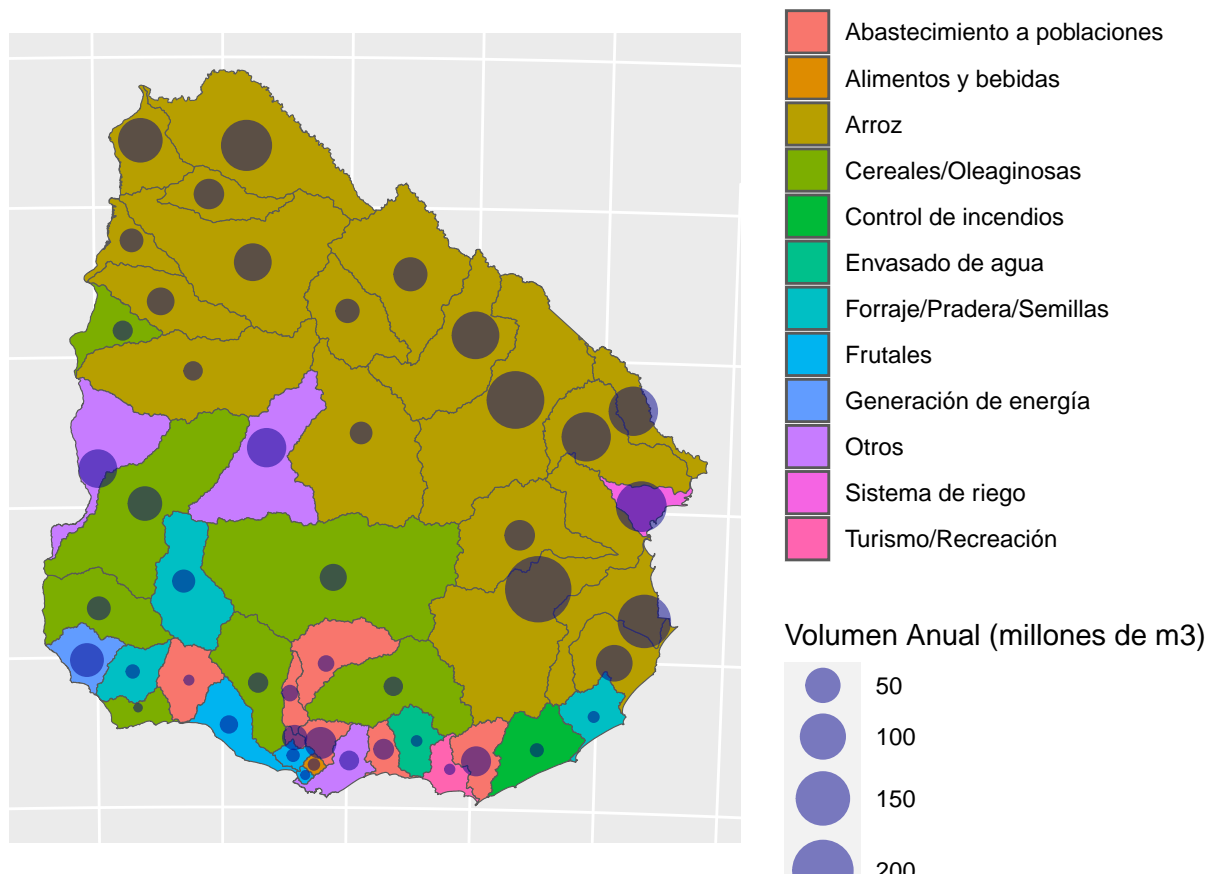 Abastecimiento a poblaciones
Alimentos y bebidas
Arroz
Cereales/Oleaginosas
Control de incendios
Envasado de agua
Forraje/Pradera/Semillas
Frutales
Generación de energía
Otros
Sistema de riego
Turismo/Recreación
Volumen Anual (millones de m3)
50
100
150
200